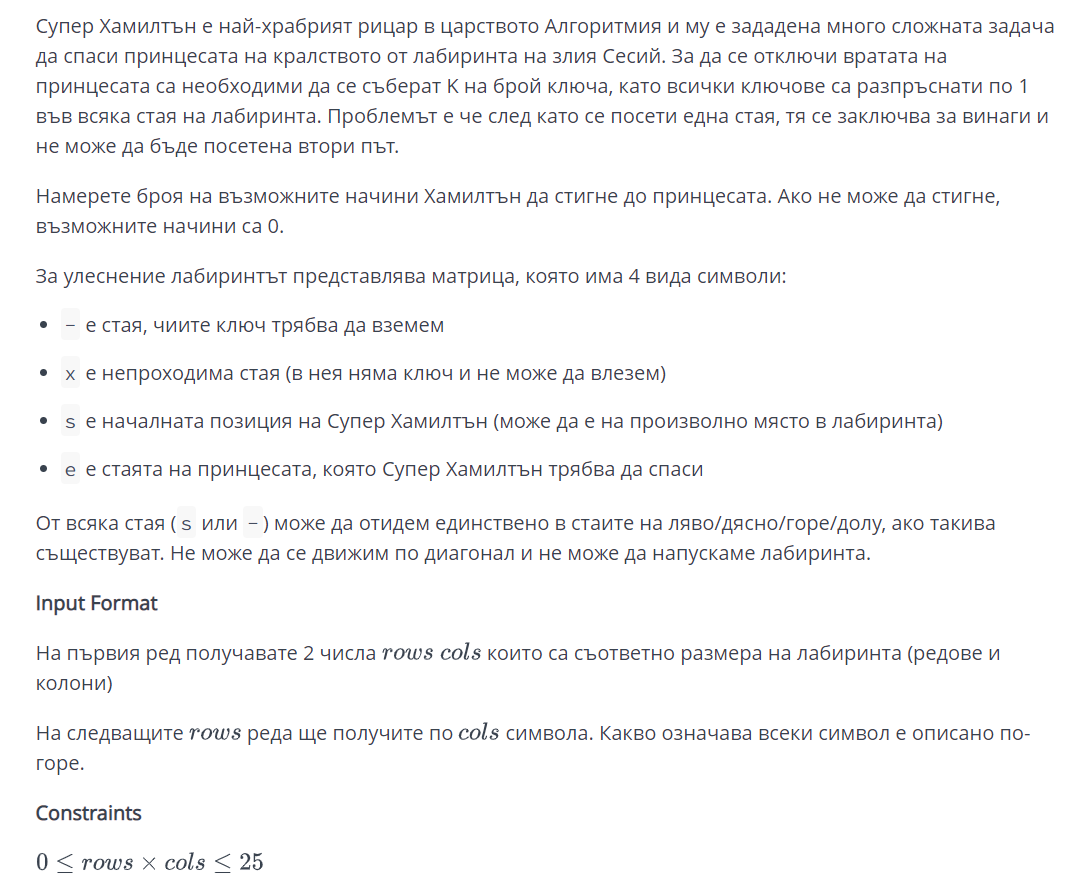 Супер Хамилтън е най-храбрият рицар в царството Алгоритмия и му е зададена много сложната задача
да спаси принцесата на кралството от лабиринта на злия Сесий. За да се отключи вратата на
принцесата са необходими да се съберат K на брой ключа, като всички ключове са разпръснати по 1
във всяка стая на лабиринта. Проблемът е че след като се посети една стая, тя се заключва за винаги и
не може да бъде посетена втори път.
Намерете броя на възможните начини Хамилтън да стигне до принцесата. Ако не може да стигне,
възможните начини са 0.
За улеснение лабиринтът представлява матрица, която има 4 вида символи:
• - е стая, чиите ключ трябва да вземем
• x е непроходима стая (в нея няма ключ и не може да влезем)
• s е началната позиция на Супер Хамилтън (може да е на произволно място в лабиринта)
• e е стаята на принцесата, която Супер Хамилтън трябва да спаси
От всяка стая ( s или - ) може да отидем единствено в стаите на ляво/дясно/горе/долу, ако такива
съществуват. Не може да се движим по диагонал и не може да напускаме лабиринта.
Input Format
На първия ред получавате 2 числа rows cols които са съответно размера на лабиринта (редове и
колони)
На следващите rows реда ще получите по cols символа. Какво означава всеки символ е описано по-
горе.
Constraints
0 ≤ rows × cols ≤ 25